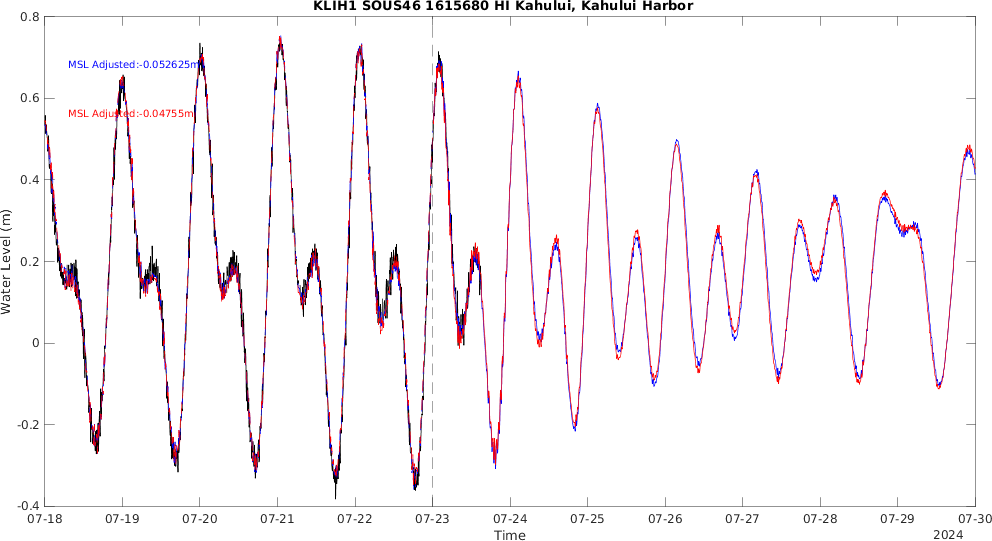 KLIH1 SOUS46 1615680 HI Kahului, Kahului Harbor
0.8
MSL Adjusted:-0.052625m
0.6
MSL Adjusted:-0.04755m
0.4
Water Level (m)
0.2
0
-0.2
-0.4
07-18 07-19 07-20 07-21 07-22 07-23 07-24 07-25 07-26 07-27 07-28 07-29 07-30
Time
2024